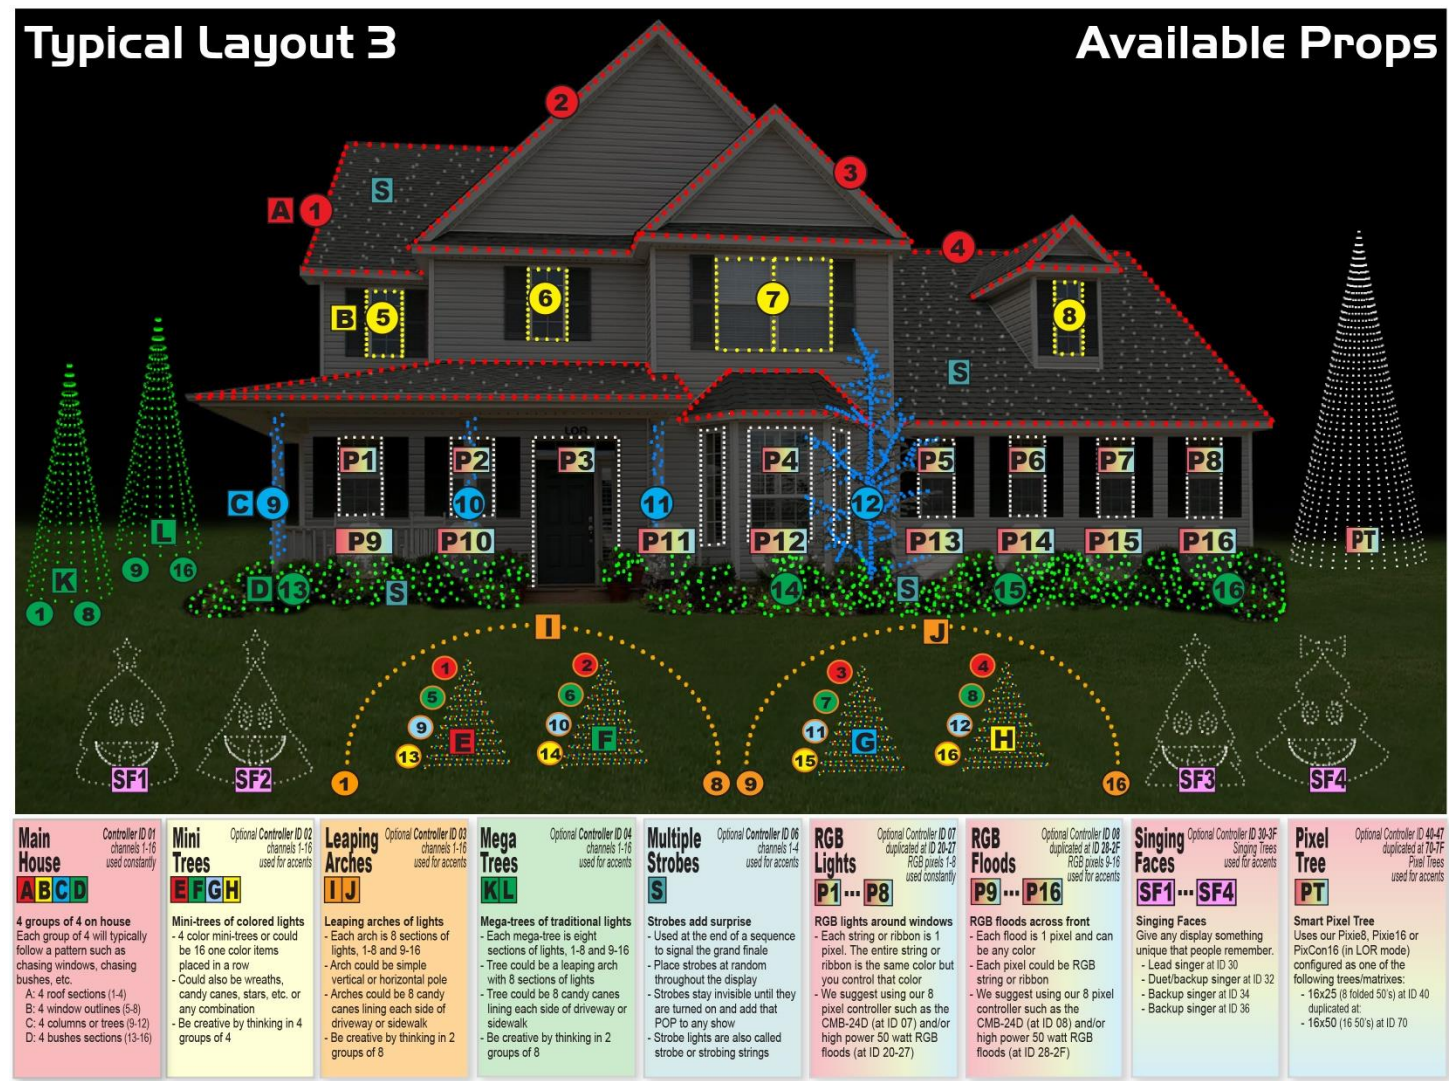 Typical Layout 3
Available Props
2
3
S
A 1
4
6
7
B 5
8
S
LOR
P1
P2
P3
P4
P5
P6
P7
P8
C 9
10
11
12
L
P9
P10
P11
P12
P13
P14
P15
P16
PT
9
16
K
D 13
S
14
S
15
16
1
8
I
J
1
2
3
4
5
6
7
8
9
10
11
12
E
F
G
H
13
14
15
16
SF1
SF2
SF3
SF4
1
8
9
16
Main House
Controller ID 01
channels 1-16
used constantly
A B C D
4 groups of 4 on house
Each group of 4 will typically
follow a pattern such as
chasing windows, chasing
bushes, etc.
A: 4 roof sections (1-4)
B: 4 window outlines (5-8)
C: 4 columns or trees (9-12)
D: 4 bushes sections (13-16)
Mini Trees
Optional Controller ID 02
channels 1-16
used for accents
E F G H
Mini-trees of colored lights
- 4 color mini-trees or could
be 16 one color items
placed in a row
- Could also be wreaths,
candy canes, stars, etc. or
any combination
- Be creative by thinking in 4
groups of 4
Leaping Arches
Optional Controller ID 03
channels 1-16
used for accents
I J
Leaping arches of lights
- Each arch is 8 sections of
lights, 1-8 and 9-16
- Arch could be simple
vertical or horizontal pole
- Arches could be 8 candy
canes lining each side of
driveway or sidewalk
- Be creative by thinking in 2
groups of 8
Mega Trees
Optional Controller ID 04
channels 1-16
used for accents
K L
Mega-trees of traditional lights
- Each mega-tree is eight
sections of lights, 1-8 and 9-16
- Tree could be a leaping arch
with 8 sections of lights
- Tree could be 8 candy canes
lining each side of driveway or
sidewalk
- Be creative by thinking in 2
groups of 8
Multiple Strobes
Optional Controller ID 06
channels 1-4
used for accents
S
Strobes add surprise
- Used at the end of a sequence
to signal the grand finale
- Place strobes at random
throughout the display
- Strobes stay invisible until they
are turned on and add that
POP to any show
- Strobe lights are also called
strobe or strobing strings
RGB Lights
Optional Controller ID 07
duplicated at ID 20-27
RGB pixels 1-8
used constantly
P1 ... P8
RGB lights around windows
- Each string or ribbon is 1
pixel. The entire string or
ribbon is the same color but
you control that color
- We suggest using our 8
pixel controller such as the
CMB-24D (at ID 07) and/or
high power 50 watt RGB
floods (at ID 20-27)
RGB Floods
Optional Controller ID 08
duplicated at ID 28-2F
RGB pixels 9-16
used for accents
P9 ... P16
RGB floods across front
- Each flood is 1 pixel and can
be any color
- Each pixel could be RGB
string or ribbon
- We suggest using our 8 pixel
controller such as the
CMB-24D (at ID 08) and/or
high power 50 watt RGB
floods (at ID 28-2F)
Singing Faces
Optional Controller ID 30-3F
Singing Trees
used for accents
SF1 ... SF4
Singing Faces
Give any display something
unique that people remember.
- Lead singer at ID 30
- Duet/backup singer at ID 32
- Backup singer at ID 34
- Backup singer at ID 36
Pixel Tree
Optional Controller ID 40-47
duplicated at 70-7F
Pixel Trees
used for accents
PT
Smart Pixel Tree
Uses our Pixie8, Pixie16 or
PixCon16 (in LOR mode)
configured as one of the
following trees/matrixes:
- 16x25 (8 folded 50's) at ID 40
duplicated at:
- 16x50 (16 50's) at ID 70